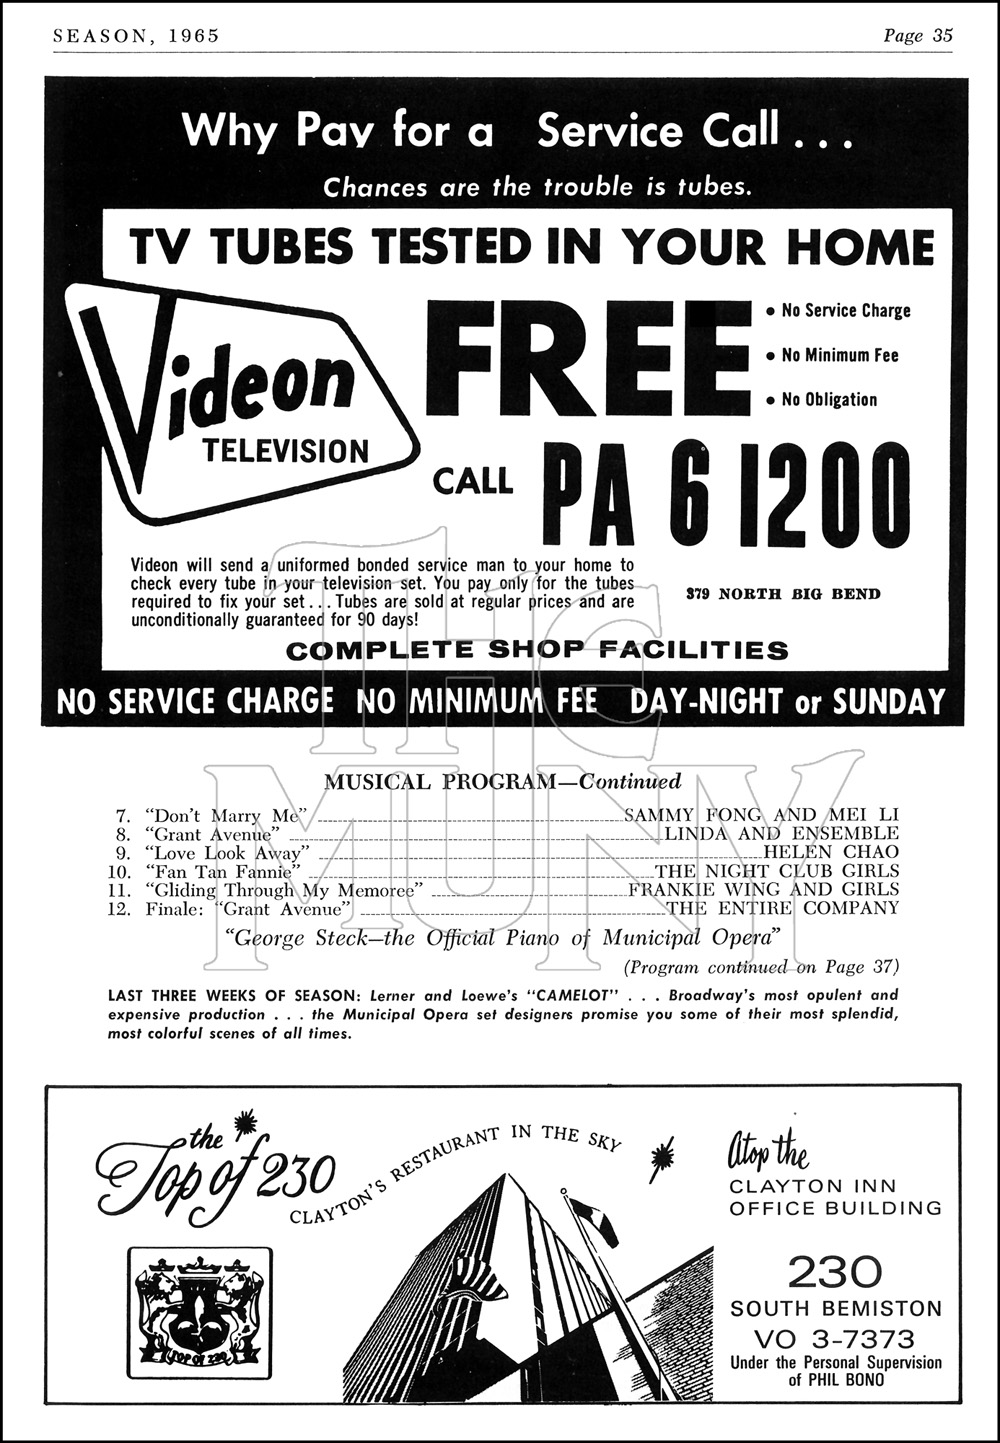 SEASON, 1965 Page 35
Why Pay for a Service Call . . .
Chances are the trouble is tubes.
TV TUBES TESTED IN YOUR HOME
Videon
TELEVISION
FREE
• No Service Charge
• No Minimum Fee
• No Obligation
CALL PA 6 1200
Videon will send a uniformed bonded service man to your home to
check every tube in your television set. You pay only for the tubes
required to fix your set . . . Tubes are sold at regular prices and are
unconditionally guaranteed for 90 days!
379 NORTH BIG BEND
COMPLETE SHOP FACILITIES
NO SERVICE CHARGE NO MINIMUM FEE DAY-NIGHT or SUNDAY
THE
MUNY
MUSICAL PROGRAM—Continued
7. “Don't Marry Me” SAMMY FONG AND MEI LI
8. “Grant Avenue” LINDA AND ENSEMBLE
9. “Love Look Away” HELEN CHAO
10. “Fan Tan Fannie” THE NIGHT CLUB GIRLS
11. “Gliding Through My Memoree” FRANKIE WING AND GIRLS
12. Finale: “Grant Avenue” THE ENTIRE COMPANY
“George Steck—the Official Piano of Municipal Opera”
(Program continued on Page 37)
LAST THREE WEEKS OF SEASON: Lerner and Loewe's “CAMELOT” . . . Broadway's most opulent and
expensive production . . . the Municipal Opera set designers promise you some of their most splendid,
most colorful scenes of all times.
the
Top of 230
CLAYTON'S RESTAURANT IN THE SKY
TOP OF 230
Atop the
CLAYTON INN
OFFICE BUILDING
230
SOUTH BEMISTON
VO 3-7373
Under the Personal Supervision
of PHIL BONO